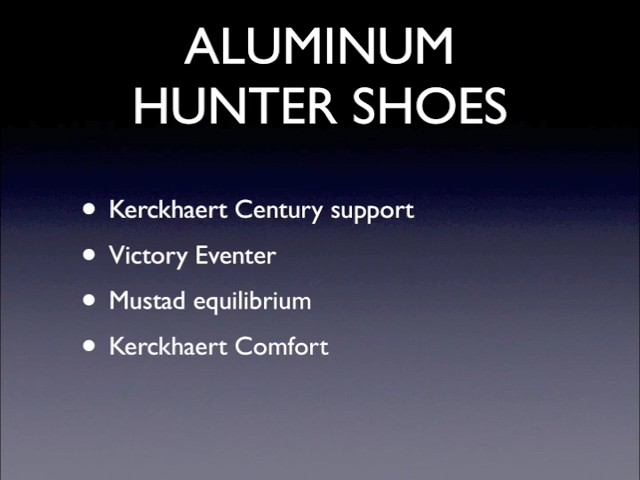 ALUMINUM
HUNTER SHOES
• Kerckhaert Century support
• Victory Eventer
• Mustad equilibrium
• Kerckhaert Comfort